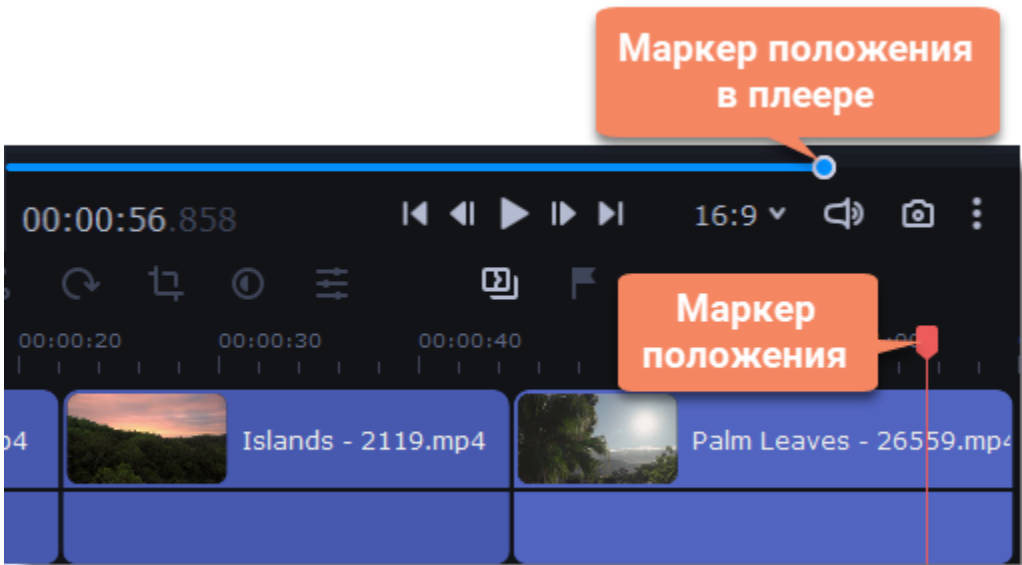 Маркер положения
в плеере
00:00:56.858
16:9
Маркер
положения
00:00:20
00:00:30
00:00:40
Islands - 2119.mp4
Palm Leaves - 26559.mp4